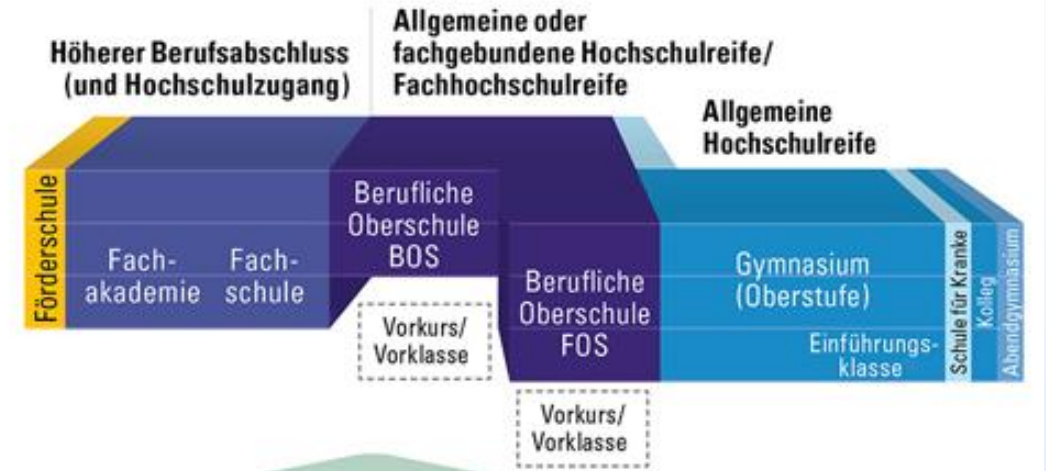 Höherer Berufsabschluss
(und Hochschulzugang)
Allgemeine oder
fachgebundene Hochschulreife/
Fachhochschulreife
Allgemeine
Hochschulreife
Förderschule
Fach-
akademie
Fach-
schule
Berufliche
Oberschule
BOS
Vorkurs/
Vorklasse
Berufliche
Oberschule
FOS
Vorkurs/
Vorklasse
Gymnasium
(Oberstufe)
Einführungs-
klasse
Schule für Kranke
Kolleg
Abendgymnasium